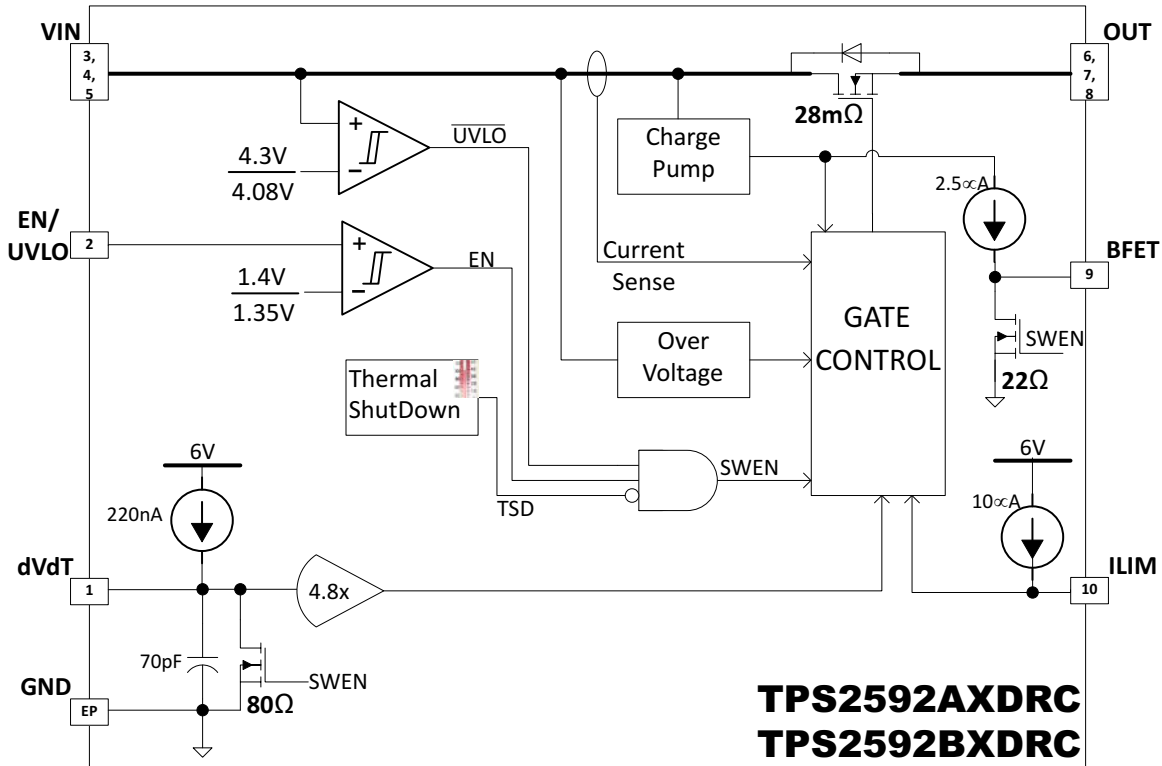 VIN
OUT
3,
4,
5
6,
7,
8
28mΩ
UVLO
Charge
Pump
4.3V
4.08V
2.5∝A
EN/
UVLO
2
BFET
9
EN
Current
Sense
1.4V
1.35V
GATE
CONTROL
Over
Voltage
SWEN
22Ω
Thermal
ShutDown
6V
6V
SWEN
TSD
220nA
10∝A
dVdT
1
4.8x
ILIM
10
70pF
SWEN
GND
EP
80Ω
TPS2592AXDRC
TPS2592BXDRC